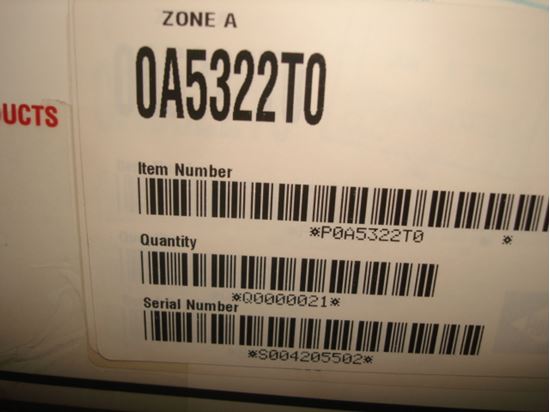 ZONE A
0A5322T0
UCTS
Item Number
*P0A5322T0 *
Quantity
*Q0000021*
Serial Number
*S004205502*